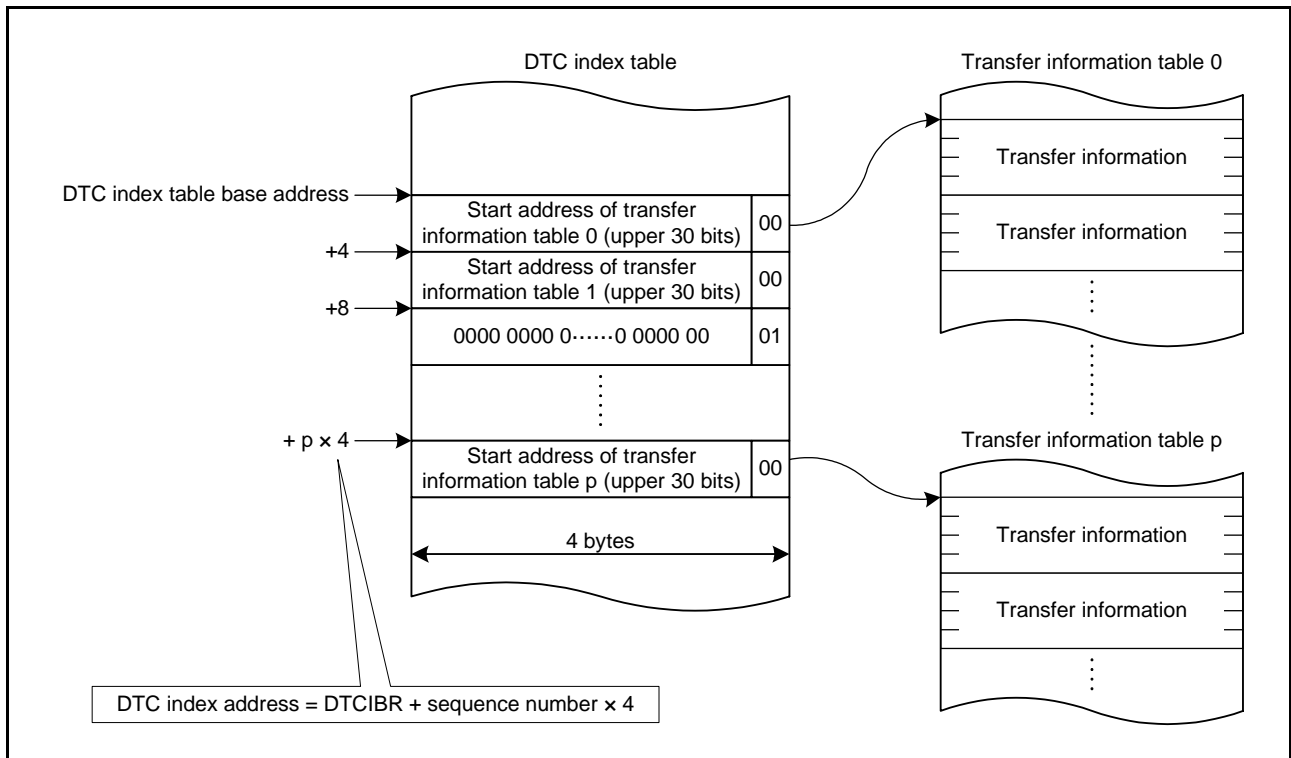 DTC index table
Transfer information table 0
Transfer information
Transfer information
DTC index table base address
Start address of transfer
information table 0 (upper 30 bits)
00
+4
Start address of transfer
information table 1 (upper 30 bits)
00
+8
0000 0000 0······0 0000 00
01
+ p × 4
Start address of transfer
information table p (upper 30 bits)
00
4 bytes
Transfer information table p
Transfer information
Transfer information
DTC index address = DTCIBR + sequence number × 4